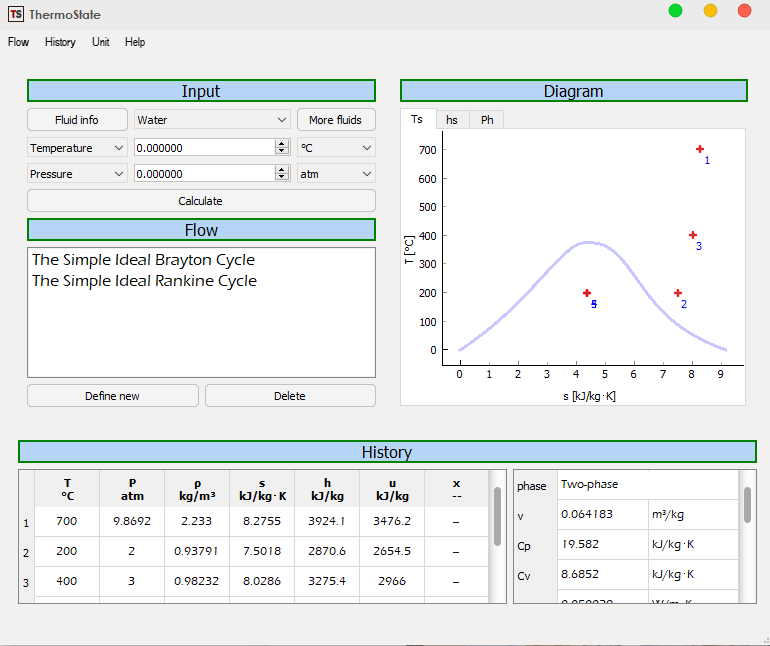 TS ThermoState
Flow History Unit Help
Input
Fluid info Water More fluids
Temperature 0.000000 °C
Pressure 0.000000 atm
Calculate
Flow
The Simple Ideal Brayton Cycle
The Simple Ideal Rankine Cycle
Define new Delete
Diagram
Ts hs Ph
T [°C]
700
600
500
400
300
200
100
0
1
3
2
0 1 2 3 4 5 6 7 8 9
s [kJ/kg·K]
History
T P ρ s h u x
°C atm kg/m³ kJ/kg·K kJ/kg kJ/kg --
1 700 9.8692 2.233 8.2755 3924.1 3476.2 –
2 200 2 0.93791 7.5018 2870.6 2654.5 –
3 400 3 0.98232 8.0286 3275.4 2966 –
phase Two-phase
v 0.064183 m³/kg
Cp 19.582 kJ/kg·K
Cv 8.6852 kJ/kg·K